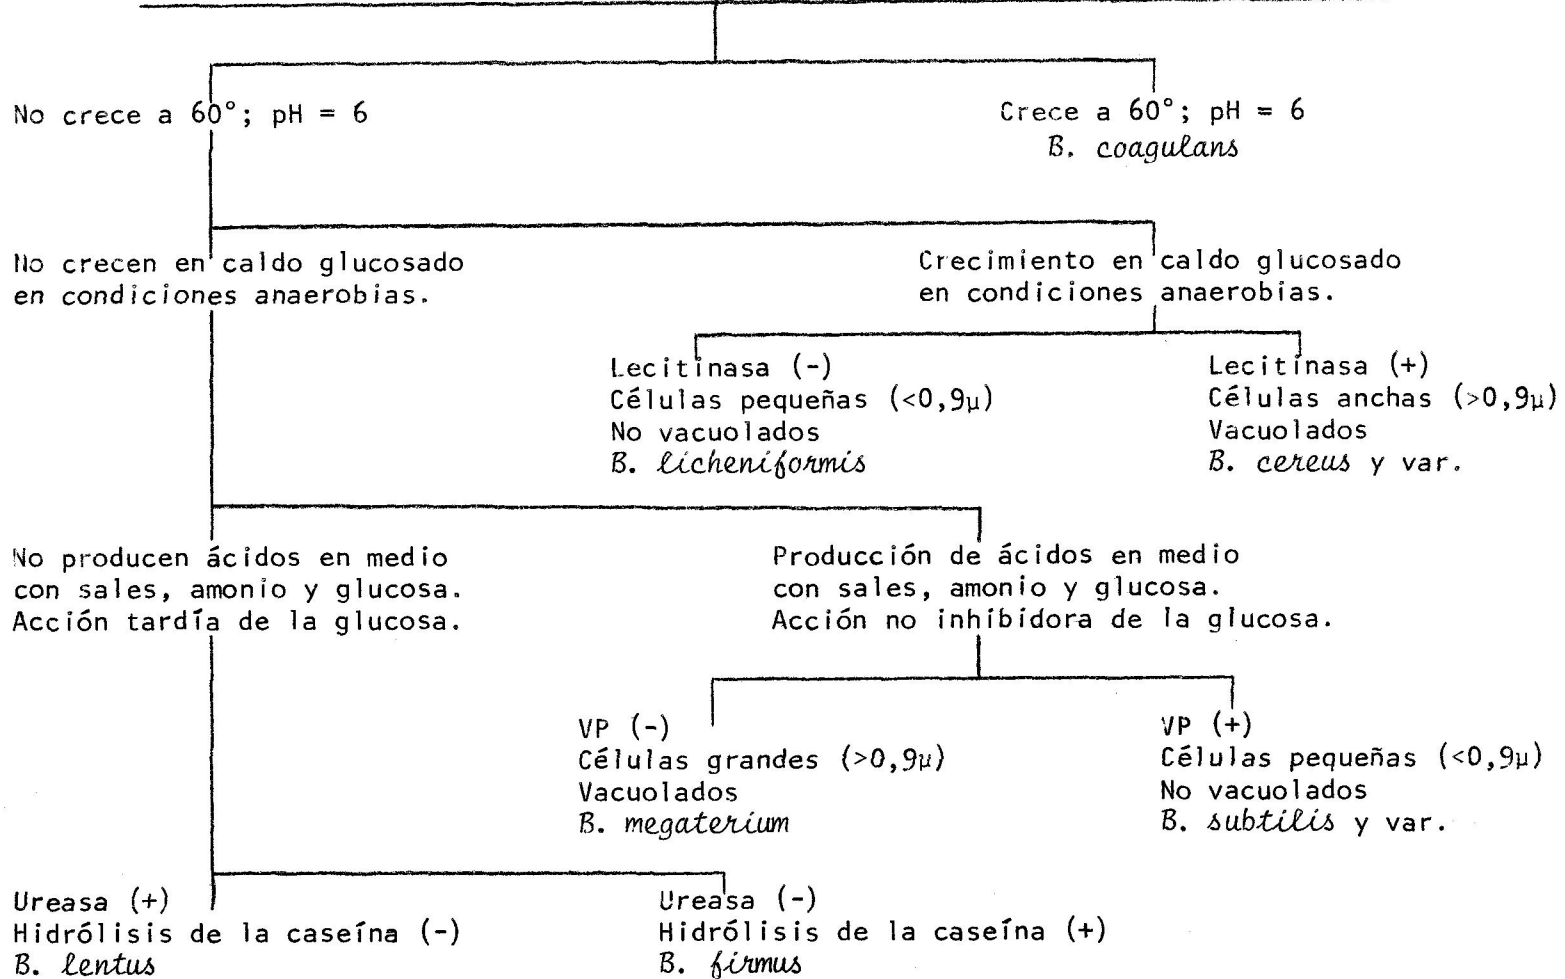 No crece a 60°; pH = 6
Crece a 60°; pH = 6
B. coagulans
No crecen en caldo glucosado
en condiciones anaerobias.
Crecimiento en caldo glucosado
en condiciones anaerobias.
Lecitinasa (-)
Células pequeñas (<0,9μ)
No vacuolados
B. licheniformis
Lecitinasa (+)
Células anchas (>0,9μ)
Vacuolados
B. cereus y var.
No producen ácidos en medio
con sales, amonio y glucosa.
Acción tardía de la glucosa.
Producción de ácidos en medio
con sales, amonio y glucosa.
Acción no inhibidora de la glucosa.
VP (-)
Células grandes (>0,9μ)
Vacuolados
B. megaterium
VP (+)
Células pequeñas (<0,9μ)
No vacuolados
B. subtilis y var.
Ureasa (+)
Hidrólisis de la caseína (-)
B. lentus
Ureasa (-)
Hidrólisis de la caseína (+)
B. firmus